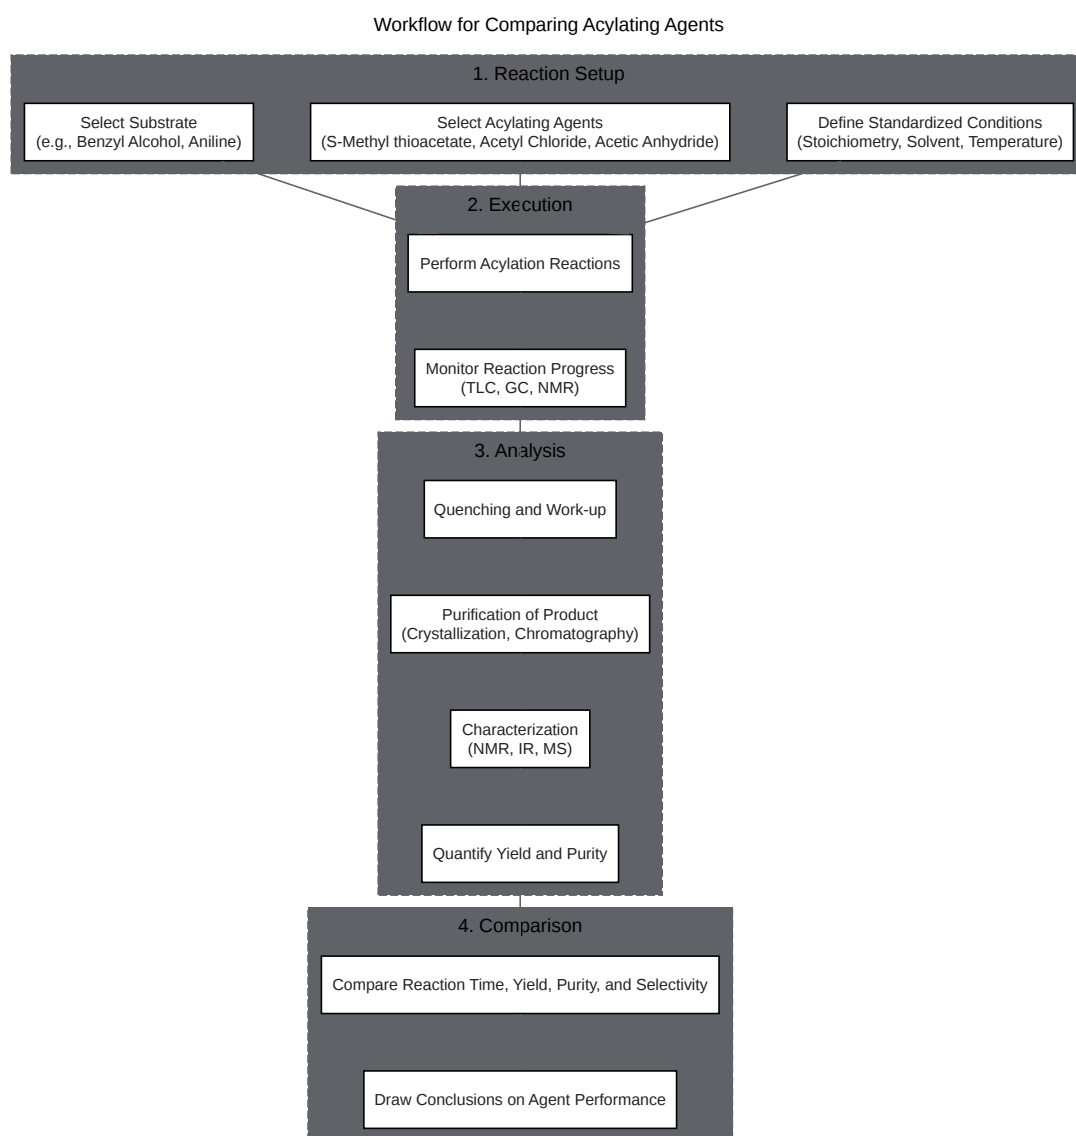 Workflow for Comparing Acylating Agents
1. Reaction Setup
Select Substrate
(e.g., Benzyl Alcohol, Aniline)
Select Acylating Agents
(S-Methyl thioacetate, Acetyl Chloride, Acetic Anhydride)
Define Standardized Conditions
(Stoichiometry, Solvent, Temperature)
2. Execution
Perform Acylation Reactions
Monitor Reaction Progress
(TLC, GC, NMR)
3. Analysis
Quenching and Work-up
Purification of Product
(Crystallization, Chromatography)
Characterization
(NMR, IR, MS)
Quantify Yield and Purity
4. Comparison
Compare Reaction Time, Yield, Purity, and Selectivity
Draw Conclusions on Agent Performance